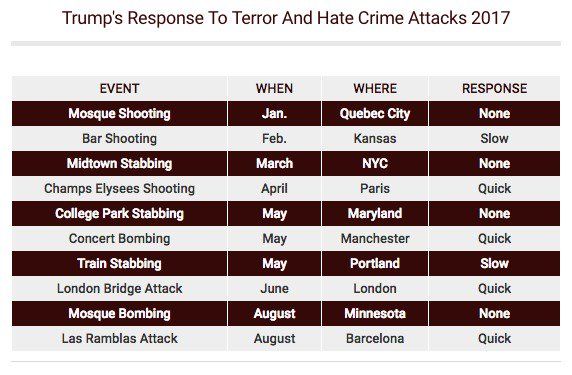 Trump's Response To Terror And Hate Crime Attacks 2017
EVENT WHEN WHERE RESPONSE
Mosque Shooting Jan. Quebec City None
Bar Shooting Feb. Kansas Slow
Midtown Stabbing March NYC None
Champs Elysees Shooting April Paris Quick
College Park Stabbing May Maryland None
Concert Bombing May Manchester Quick
Train Stabbing May Portland Slow
London Bridge Attack June London Quick
Mosque Bombing August Minnesota None
Las Ramblas Attack August Barcelona Quick